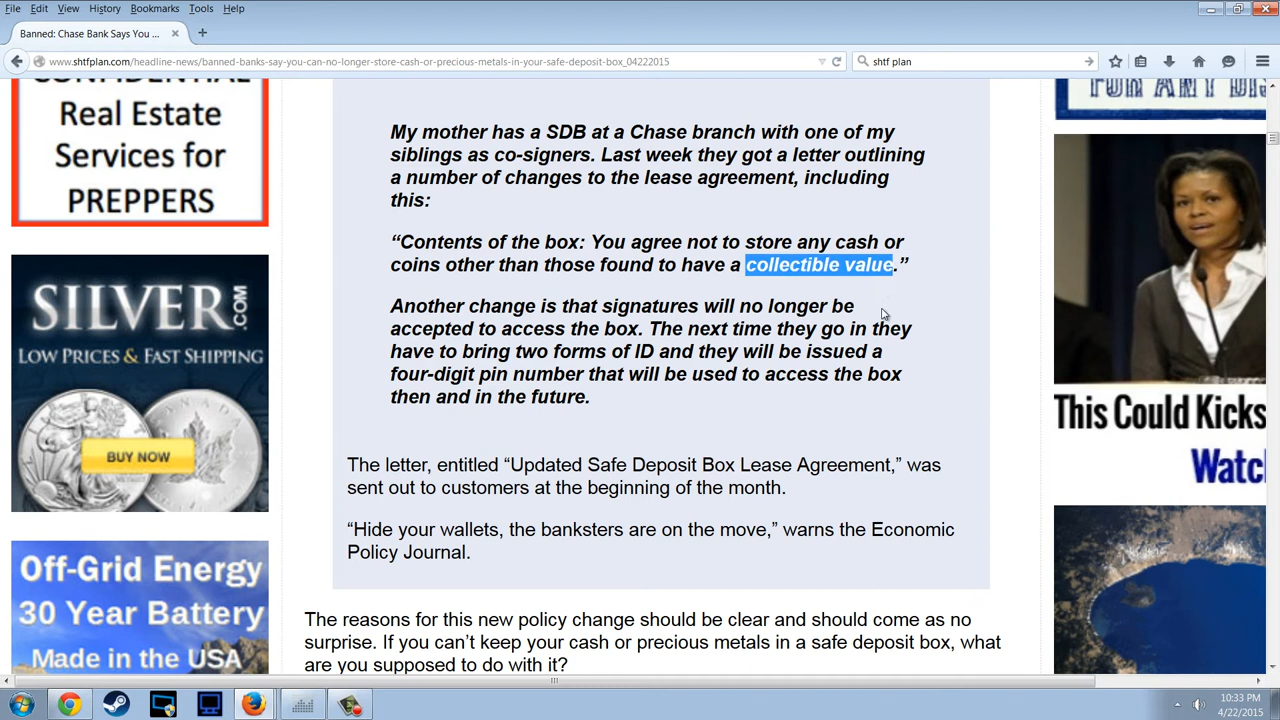 File Edit View History Bookmarks Tools Help
Banned: Chase Bank Says You ... × +
www.shtfplan.com/headline-news/banned-banks-say-you-can-no-longer-store-cash-or-precious-metals-in-your-safe-deposit-box_04222015
shtf plan
CONFIDENTIAL
Real Estate
Services for
PREPPERS
SILVER.COM
LOW PRICES & FAST SHIPPING
BUY NOW
Off-Grid Energy
30 Year Battery
Made in the USA
My mother has a SDB at a Chase branch with one of my
siblings as co-signers. Last week they got a letter outlining
a number of changes to the lease agreement, including
this:
“Contents of the box: You agree not to store any cash or
coins other than those found to have a collectible value.”
Another change is that signatures will no longer be
accepted to access the box. The next time they go in they
have to bring two forms of ID and they will be issued a
four-digit pin number that will be used to access the box
then and in the future.
The letter, entitled “Updated Safe Deposit Box Lease Agreement,” was
sent out to customers at the beginning of the month.
“Hide your wallets, the banksters are on the move,” warns the Economic
Policy Journal.
The reasons for this new policy change should be clear and should come as no
surprise. If you can’t keep your cash or precious metals in a safe deposit box, what
are you supposed to do with it?
FOR ANY DIS
This Could Kicks
Watc
10:33 PM
4/22/2015